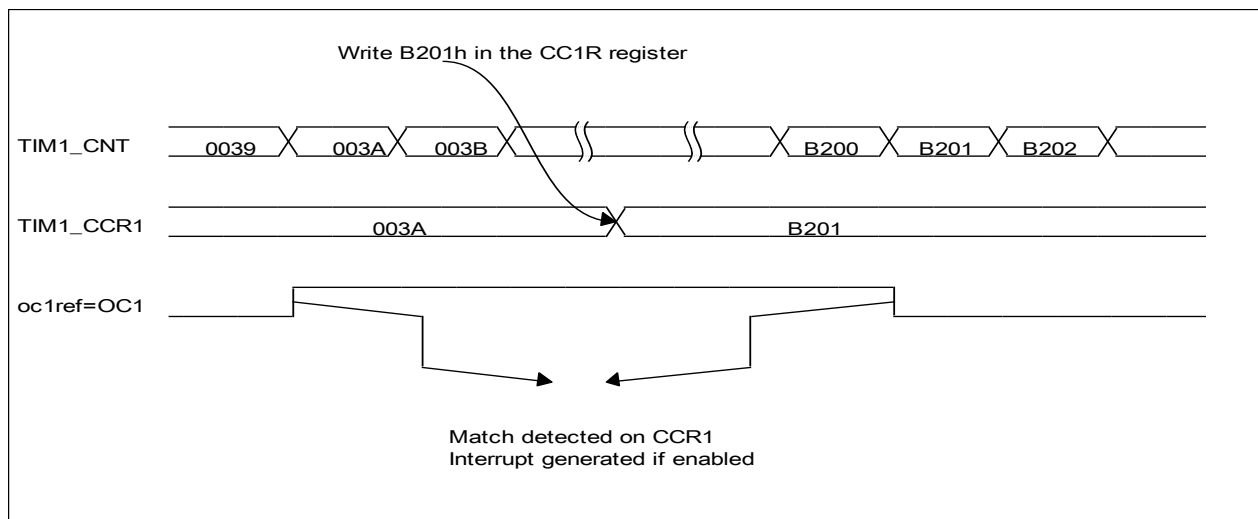 Write B201h in the CC1R register
TIM1_CNT 0039 003A 003B B200 B201 B202
TIM1_CCR1 003A B201
oc1ref=OC1
Match detected on CCR1
Interrupt generated if enabled